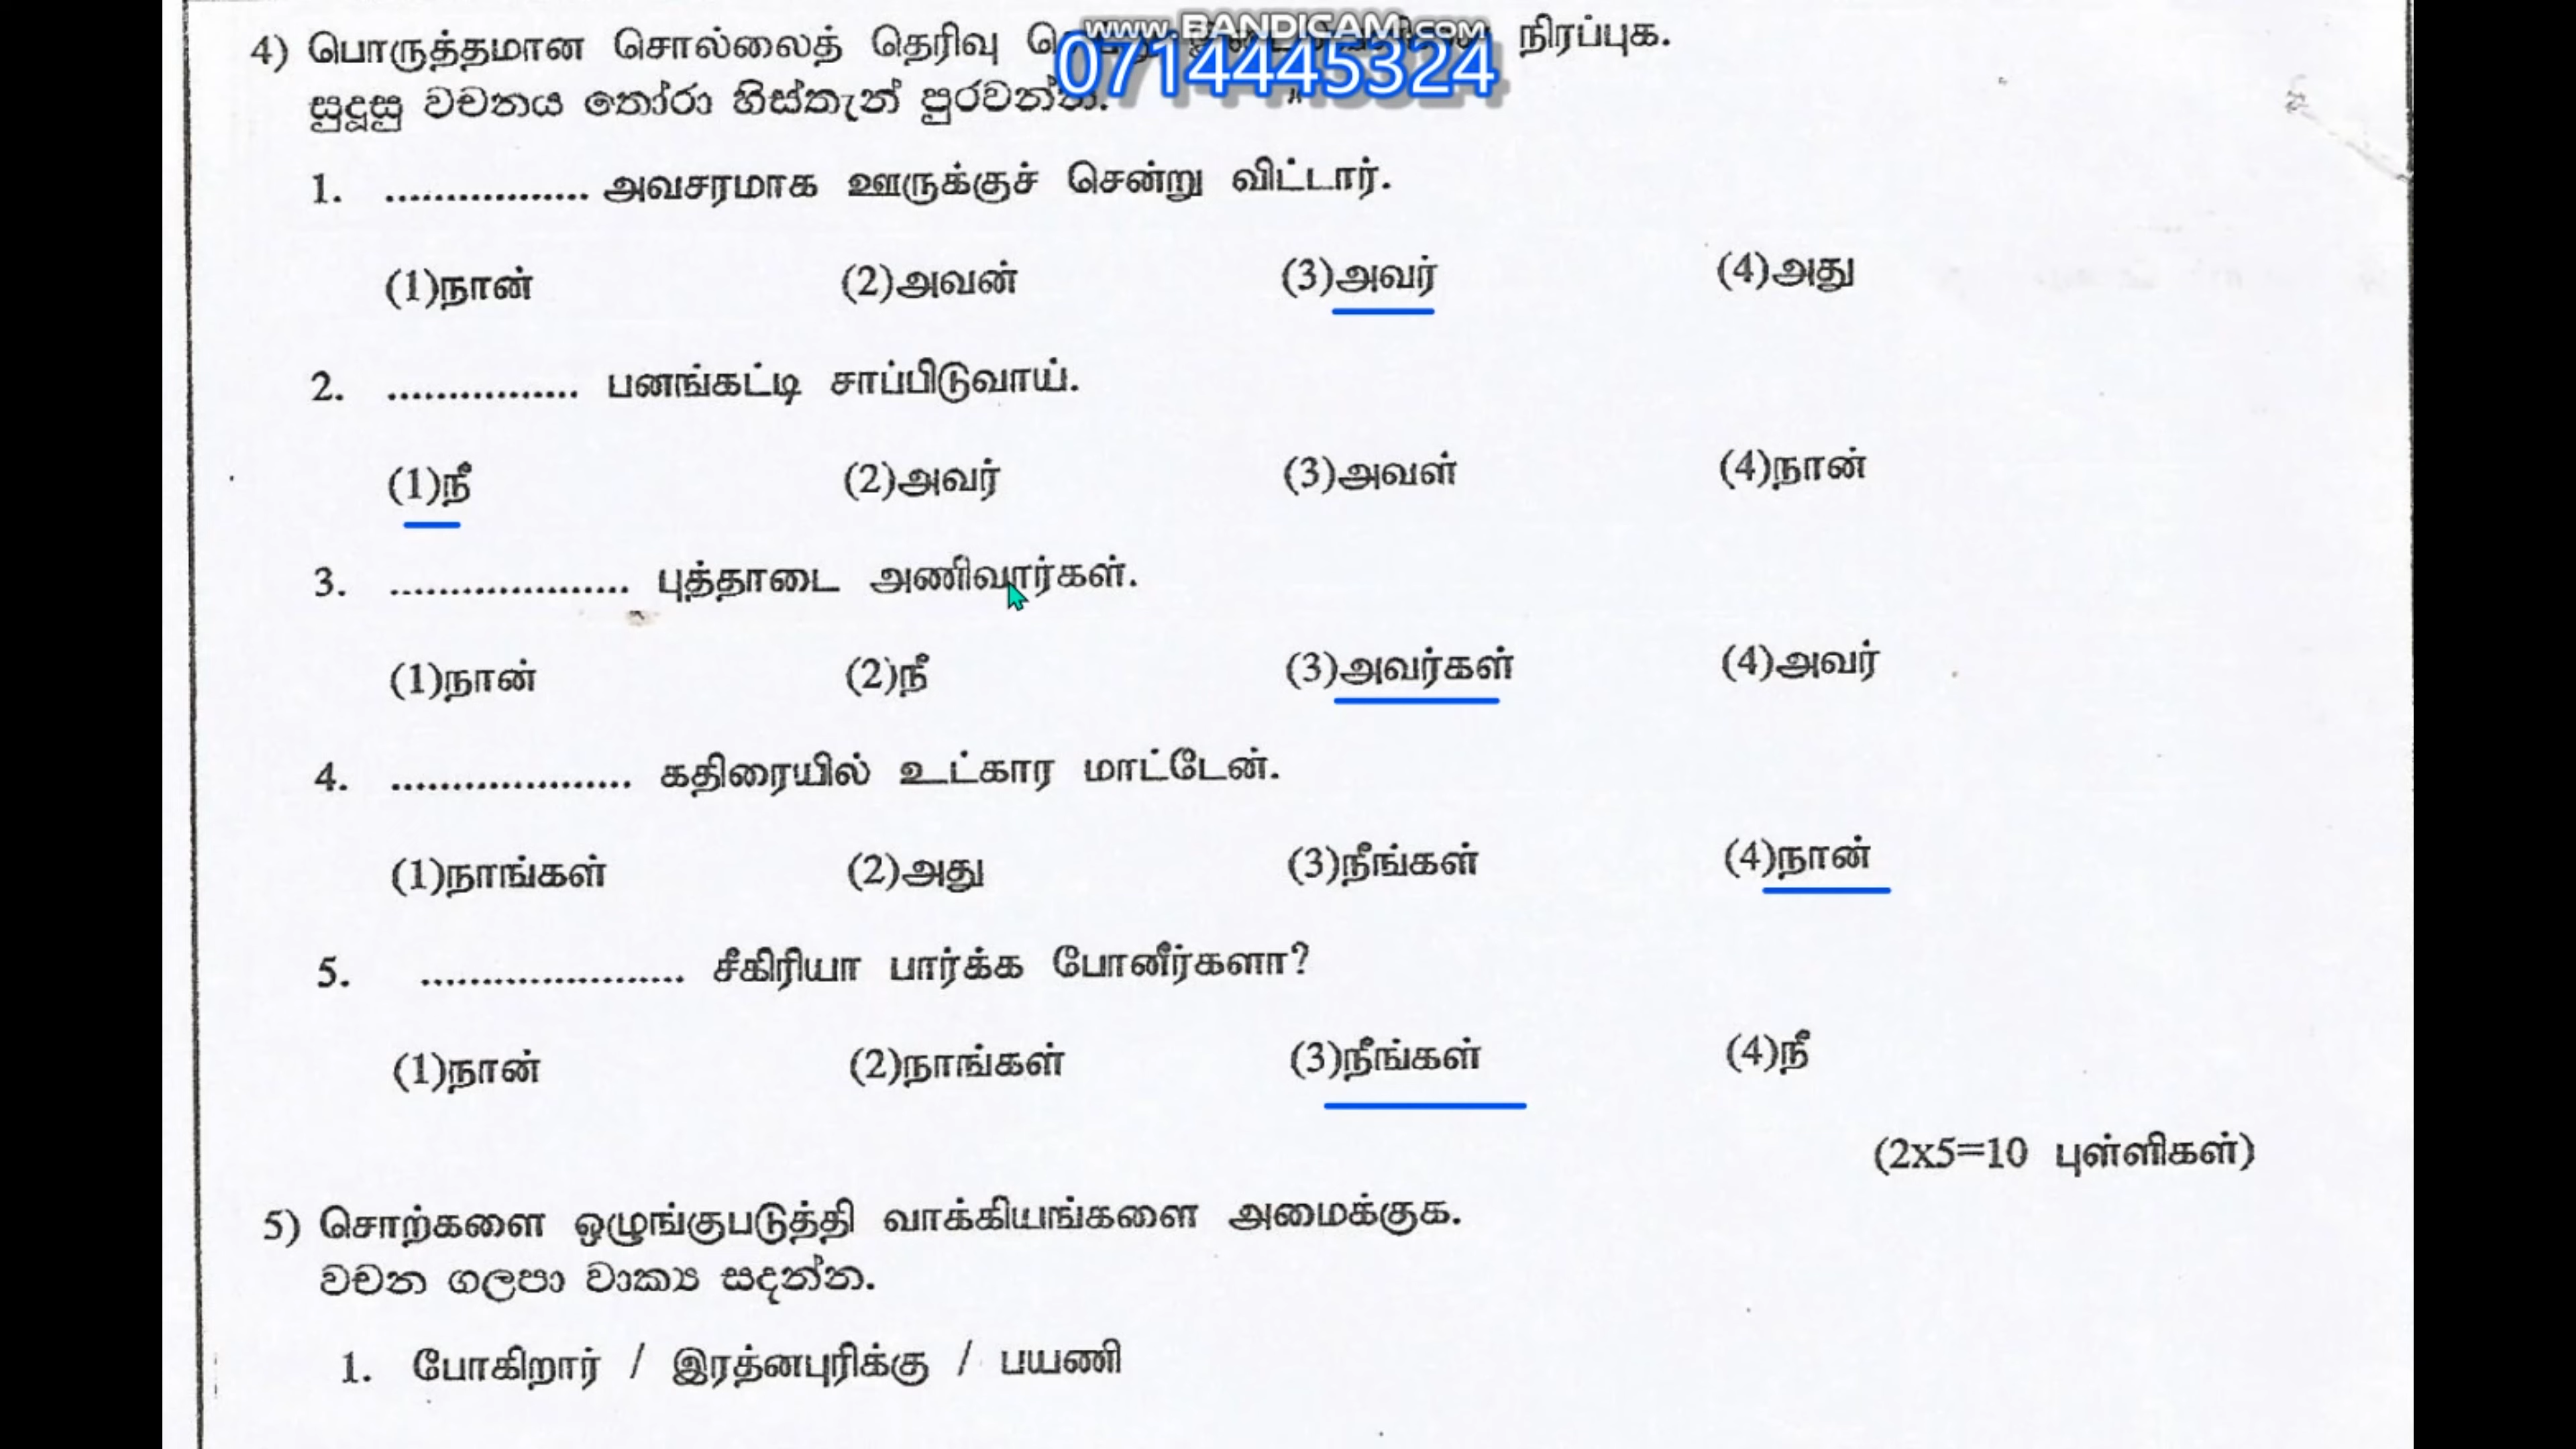 www.BANDICAM.com
0714445324
4) பொருத்தமான சொல்லைத் தெரிவு நிரப்புக.
සුදුසු වචනය තෝරා හිස්තැන් පුරවන්න.
1. ................. அவசரமாக ஊருக்குச் சென்று விட்டார்.
(1)நான் (2)அவன் (3)அவர் (4)அது
2. ................ பனங்கட்டி சாப்பிடுவாய்.
(1)நீ (2)அவர் (3)அவள் (4)நான்
3. .................... புத்தாடை அணிவார்கள்.
(1)நான் (2)நீ (3)அவர்கள் (4)அவர்
4. .................... கதிரையில் உட்கார மாட்டேன்.
(1)நாங்கள் (2)அது (3)நீங்கள் (4)நான்
5. ...................... சீகிரியா பார்க்க போனீர்களா?
(1)நான் (2)நாங்கள் (3)நீங்கள் (4)நீ
(2x5=10 புள்ளிகள்)
5) சொற்களை ஒழுங்குபடுத்தி வாக்கியங்களை அமைக்குக.
වචන ගලපා වාක්‍ය සදන්න.
1. போகிறார் / இரத்னபுரிக்கு / பயணி